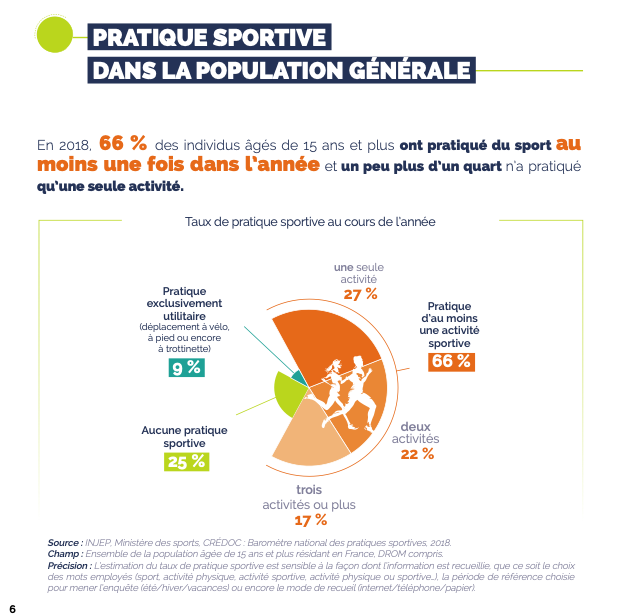 PRATIQUE SPORTIVE
DANS LA POPULATION GÉNÉRALE
En 2018, 66 % des individus âgés de 15 ans et plus ont pratiqué du sport au
moins une fois dans l'année et un peu plus d'un quart n'a pratiqué
qu'une seule activité.
Taux de pratique sportive au cours de l'année
une seule
activité
27 %
Pratique
exclusivement
utilitaire
(déplacement à vélo,
à pied ou encore
à trottinette)
9 %
Pratique
d'au moins
une activité
sportive
66 %
Aucune pratique
sportive
25 %
deux
activités
22 %
trois
activités ou plus
17 %
Source : INJEP, Ministère des sports, CRÉDOC : Baromètre national des pratiques sportives, 2018.
Champ : Ensemble de la population âgée de 15 ans et plus résidant en France, DROM compris.
Précision : L'estimation du taux de pratique sportive est sensible à la façon dont l'information est recueillie, que ce soit le choix
des mots employés (sport, activité physique, activité sportive, activité physique ou sportive...), la période de référence choisie
pour mener l'enquête (été/hiver/vacances) ou encore le mode de recueil (internet/téléphone/papier).
6